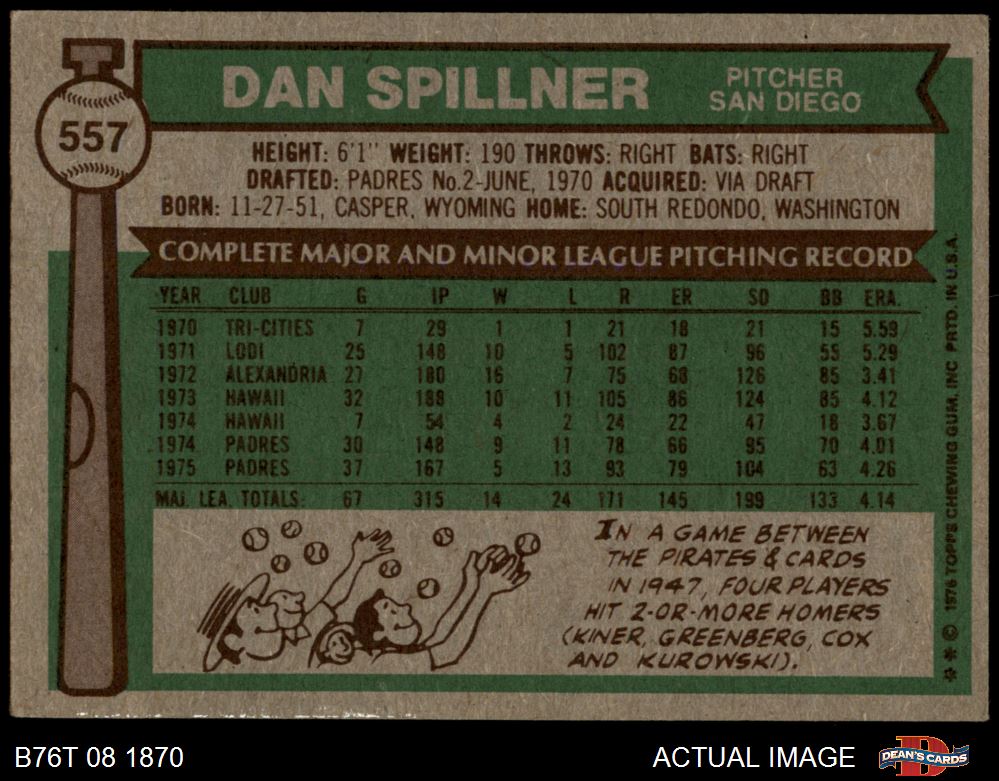 557
DAN SPILLNER
PITCHER
SAN DIEGO
HEIGHT: 6'1" WEIGHT: 190 THROWS: RIGHT BATS: RIGHT
DRAFTED: PADRES No.2-JUNE, 1970 ACQUIRED: VIA DRAFT
BORN: 11-27-51, CASPER, WYOMING HOME: SOUTH REDONDO, WASHINGTON
COMPLETE MAJOR AND MINOR LEAGUE PITCHING RECORD
YEAR CLUB G IP W L R ER SO BB ERA.
1970 TRI-CITIES 7 29 1 1 21 18 21 15 5.59
1971 LODI 25 148 10 5 102 87 96 55 5.29
1972 ALEXANDRIA 27 180 16 7 75 68 126 85 3.41
1973 HAWAII 32 188 10 11 105 86 124 85 4.12
1974 HAWAII 7 54 4 2 24 22 47 18 3.67
1974 PADRES 30 148 9 11 78 66 95 70 4.01
1975 PADRES 37 167 5 13 93 79 104 63 4.26
MAJ. LEA. TOTALS 67 315 14 24 171 145 199 133 4.14
IN A GAME BETWEEN
THE PIRATES & CARDS
IN 1947, FOUR PLAYERS
HIT 2-OR-MORE HOMERS
(KINER, GREENBERG, COX
AND KUROWSKI).
** © 1976 TOPPS CHEWING GUM, INC. PRTD. IN U.S.A.
B76T 08 1870
ACTUAL IMAGE
DEAN'S CARDS